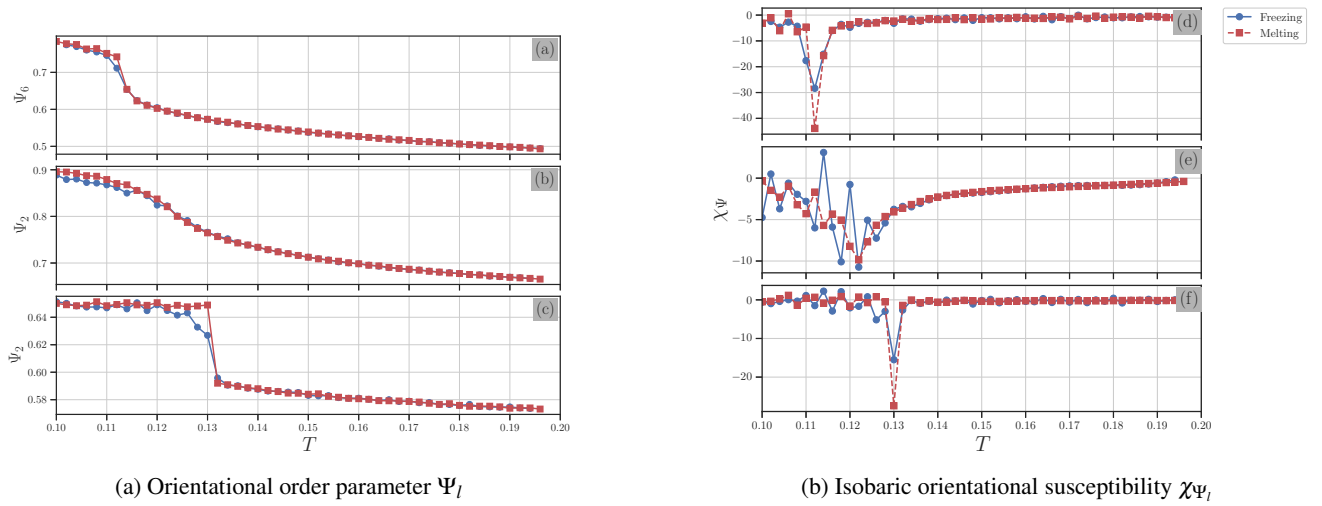 (a)
0.7
0.6
0.5
Ψ6
(b)
0.9
0.8
0.7
Ψ2
(c)
0.64
0.62
0.60
0.58
Ψ2
0.10 0.11 0.12 0.13 0.14 0.15 0.16 0.17 0.18 0.19 0.20
T
(a) Orientational order parameter Ψl
(d)
0
−10
−20
−30
−40
(e)
0
−5
−10
χΨ
(f)
0
−10
−20
0.10 0.11 0.12 0.13 0.14 0.15 0.16 0.17 0.18 0.19 0.20
T
Freezing
Melting
(b) Isobaric orientational susceptibility χΨl